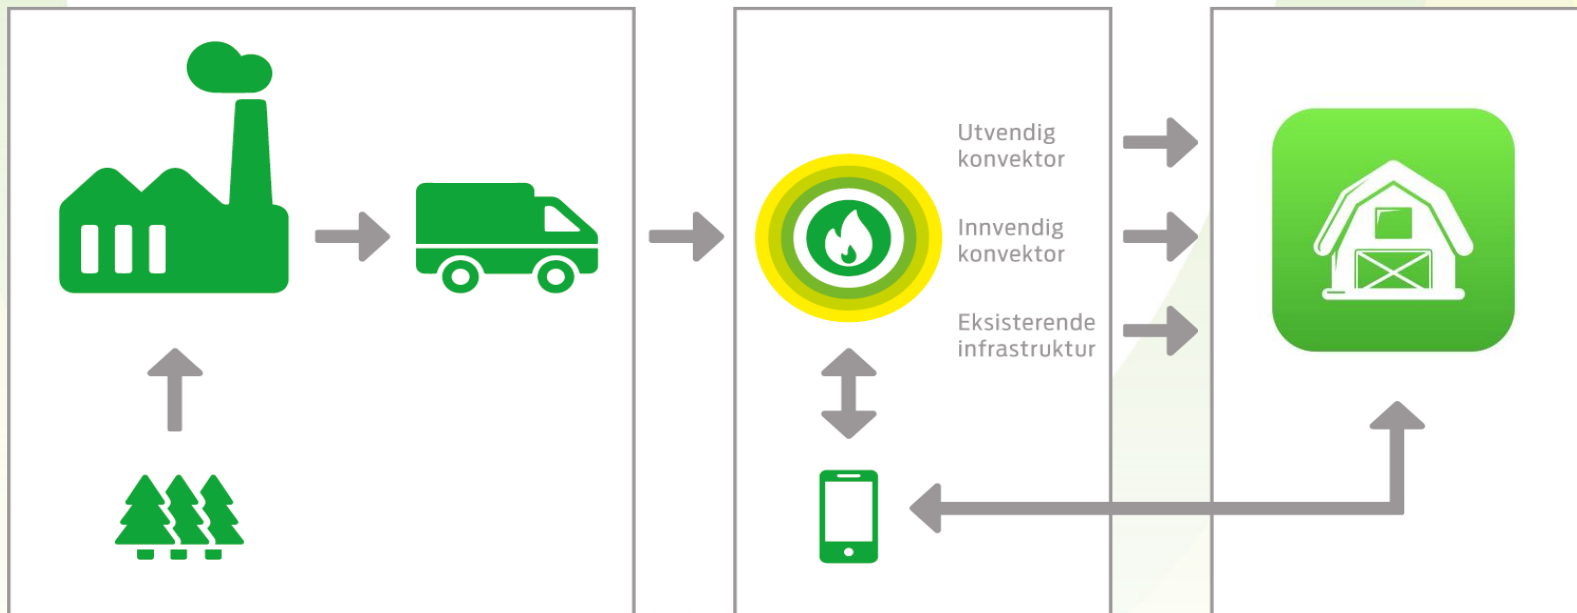 Utvendig
konvektor
Innvendig
konvektor
Eksisterende
infrastruktur